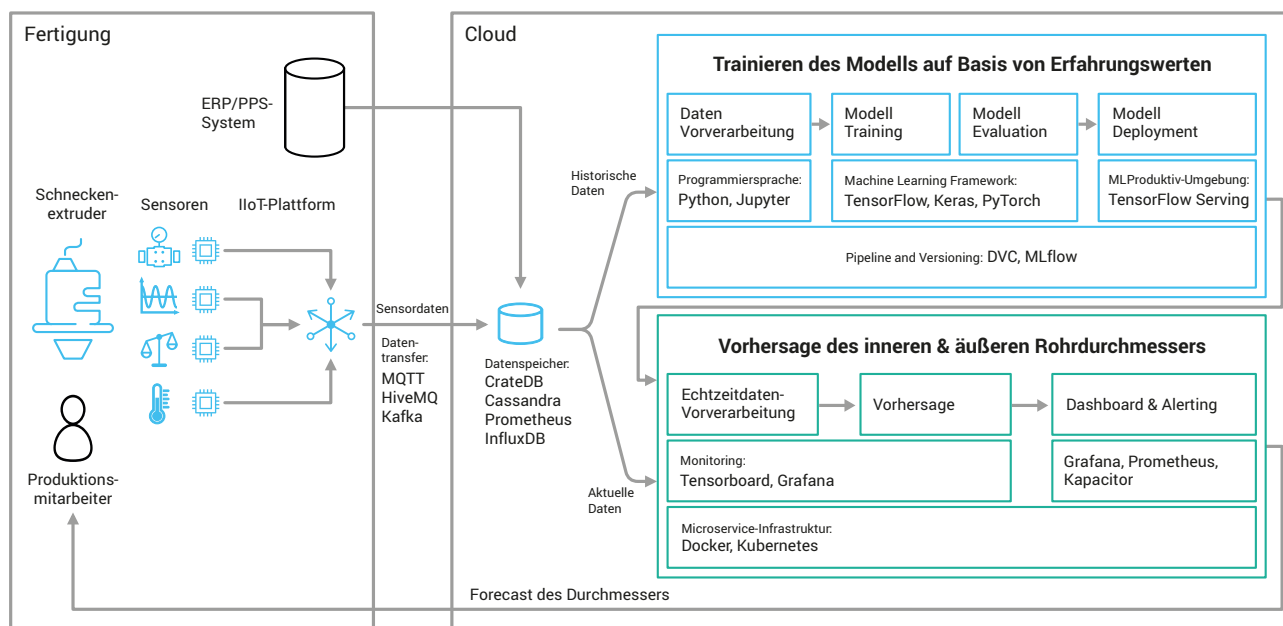 Fertigung
ERP/PPS-
System
Schnecken-
extruder
Sensoren
IIoT-Plattform
Produktions-
mitarbeiter
Sensordaten
Daten-
transfer:
MQTT
HiveMQ
Kafka
Cloud
Datenspeicher:
CrateDB
Cassandra
Prometheus
InfluxDB
Historische
Daten
Aktuelle
Daten
Trainieren des Modells auf Basis von Erfahrungswerten
Daten
Vorverarbeitung
Modell
Training
Modell
Evaluation
Modell
Deployment
Programmiersprache:
Python, Jupyter
Machine Learning Framework:
TensorFlow, Keras, PyTorch
MLProduktiv-Umgebung:
TensorFlow Serving
Pipeline and Versioning: DVC, MLflow
Vorhersage des inneren & äußeren Rohrdurchmessers
Echtzeitdaten-
Vorverarbeitung
Vorhersage
Dashboard & Alerting
Monitoring:
Tensorboard, Grafana
Grafana, Prometheus,
Kapacitor
Microservice-Infrastruktur:
Docker, Kubernetes
Forecast des Durchmessers